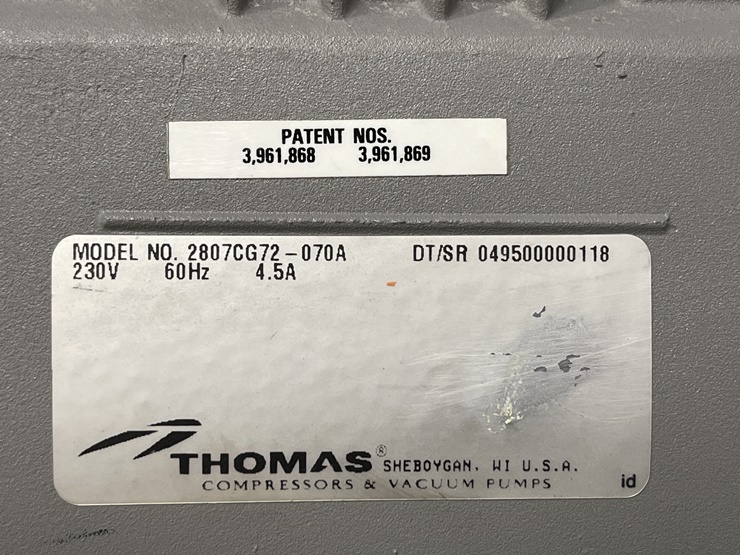 PATENT NOS.
3,961,868 3,961,869
MODEL NO. 2807CG72-070A DT/SR 049500000118
230V 60Hz 4.5A
THOMAS® SHEBOYGAN, WI U.S.A.
COMPRESSORS & VACUUM PUMPS id